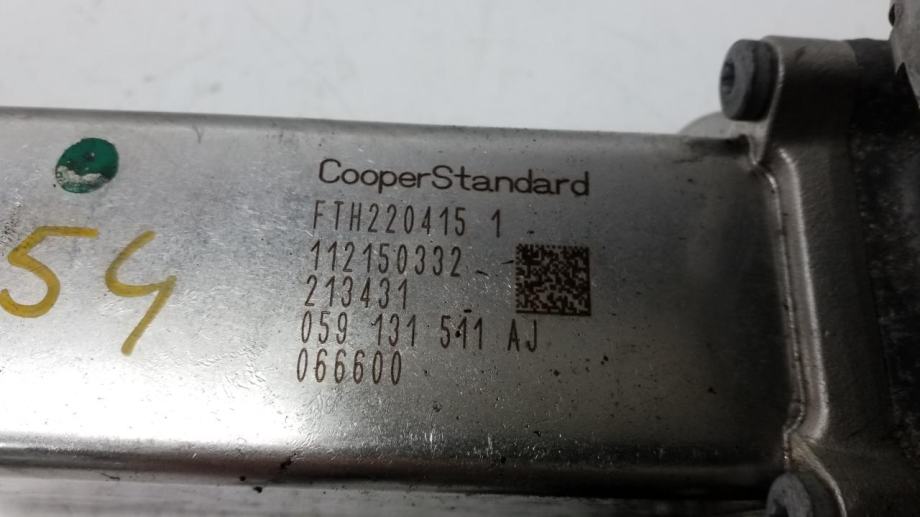 CooperStandard
FTH220415 1
112150332
213431
059 131 511 AJ
066600
54